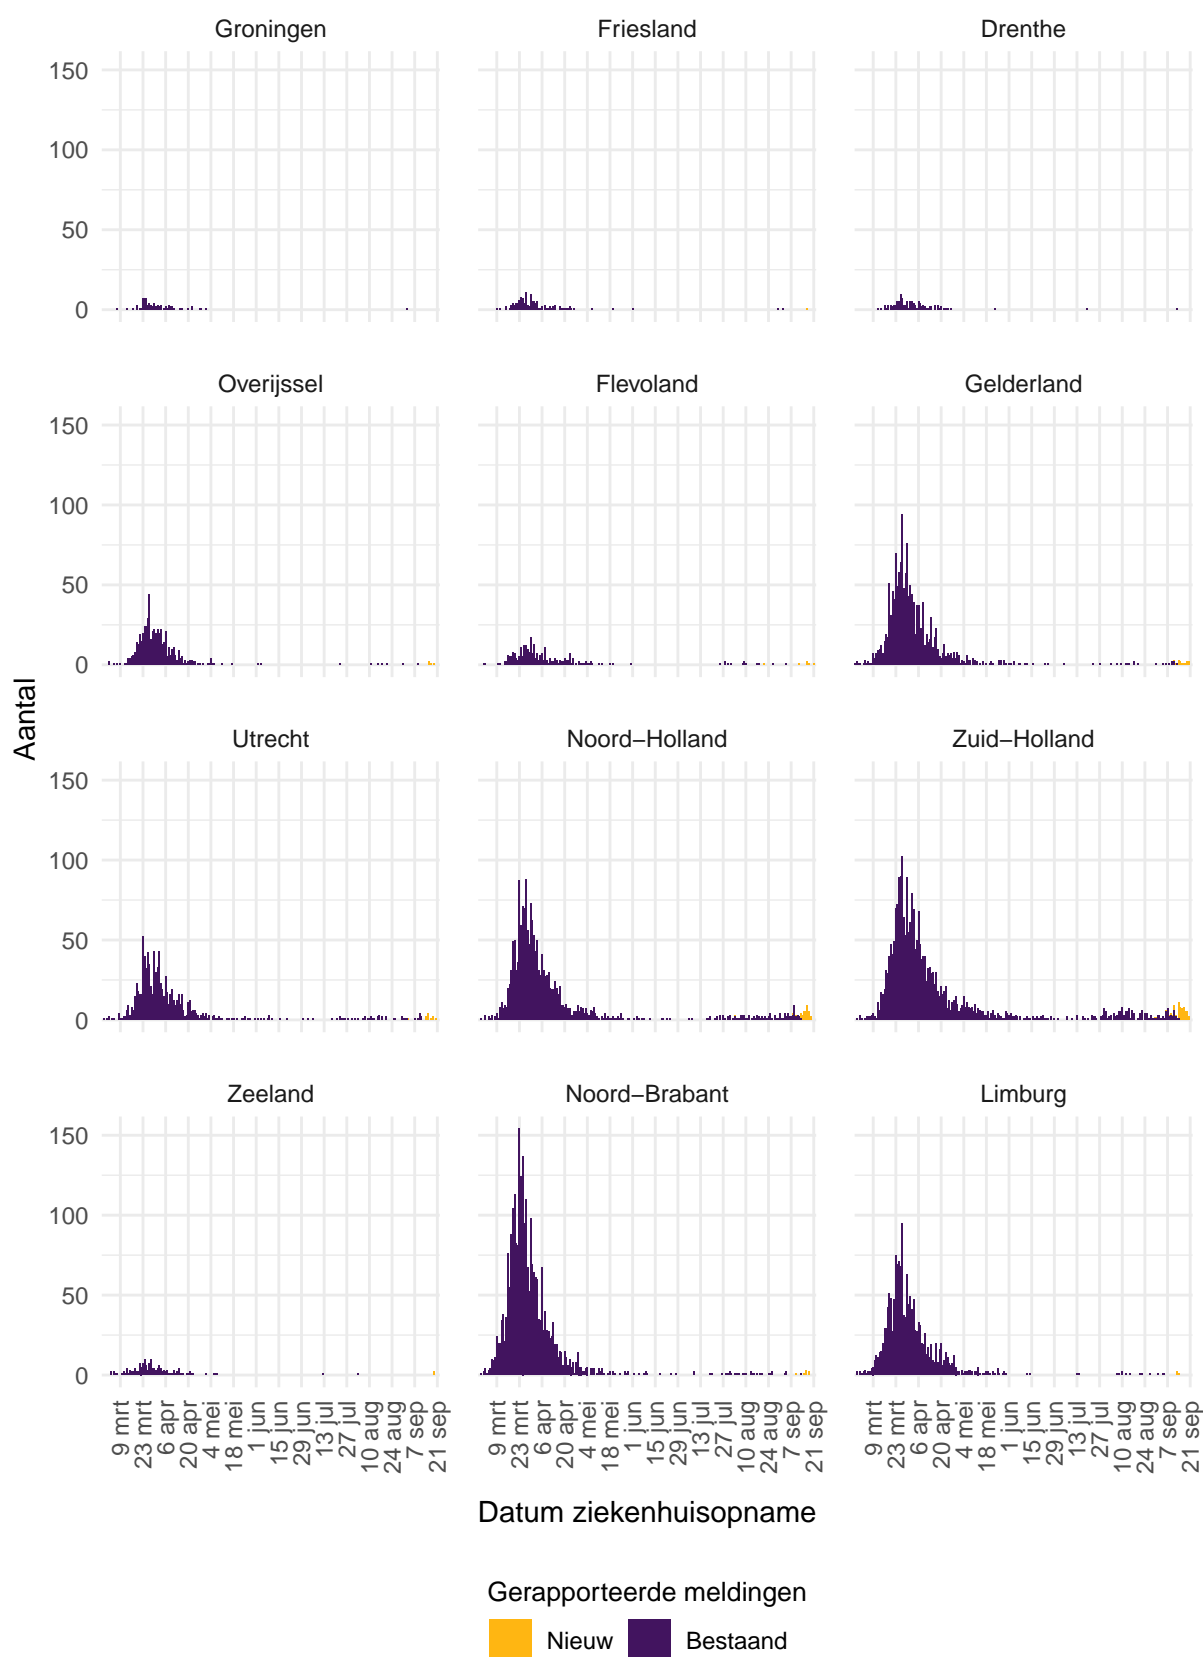 Groningen Friesland Drenthe
150
100
50
0
Overijssel Flevoland Gelderland
150
100
50
0
Aantal
Utrecht Noord−Holland Zuid−Holland
150
100
50
0
Zeeland Noord−Brabant Limburg
150
100
50
0
9 mrt 23 mrt 6 apr 20 apr 4 mei 18 mei 1 jun 15 jun 29 jun 13 jul 27 jul 10 aug 24 aug 7 sep 21 sep
9 mrt 23 mrt 6 apr 20 apr 4 mei 18 mei 1 jun 15 jun 29 jun 13 jul 27 jul 10 aug 24 aug 7 sep 21 sep
9 mrt 23 mrt 6 apr 20 apr 4 mei 18 mei 1 jun 15 jun 29 jun 13 jul 27 jul 10 aug 24 aug 7 sep 21 sep
Datum ziekenhuisopname
Gerapporteerde meldingen
Nieuw Bestaand